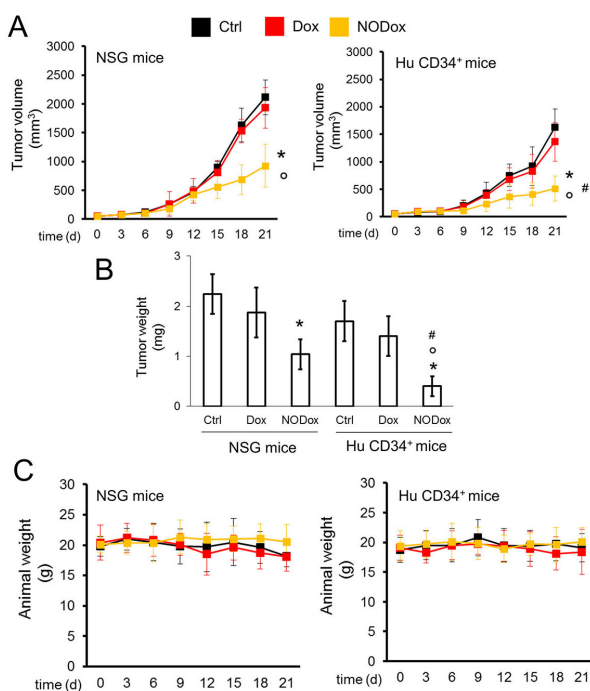 A
Ctrl Dox NODox
NSG mice
Tumor volume
(mm³)
3000
2500
2000
1500
1000
500
0
*
o
time (d) 0 3 6 9 12 15 18 21
Hu CD34⁺ mice
Tumor volume
(mm³)
3000
2500
2000
1500
1000
500
0
* #
o
time (d) 0 3 6 9 12 15 18 21
B
Tumor weight
(mg)
3
2
1
0
*
#
o
*
Ctrl Dox NODox Ctrl Dox NODox
NSG mice Hu CD34⁺ mice
C
NSG mice
Animal weight
(g)
30
25
20
15
10
5
0
time (d) 0 3 6 9 12 15 18 21
Hu CD34⁺ mice
Animal weight
(g)
30
25
20
15
10
5
0
time (d) 0 3 6 9 12 15 18 21